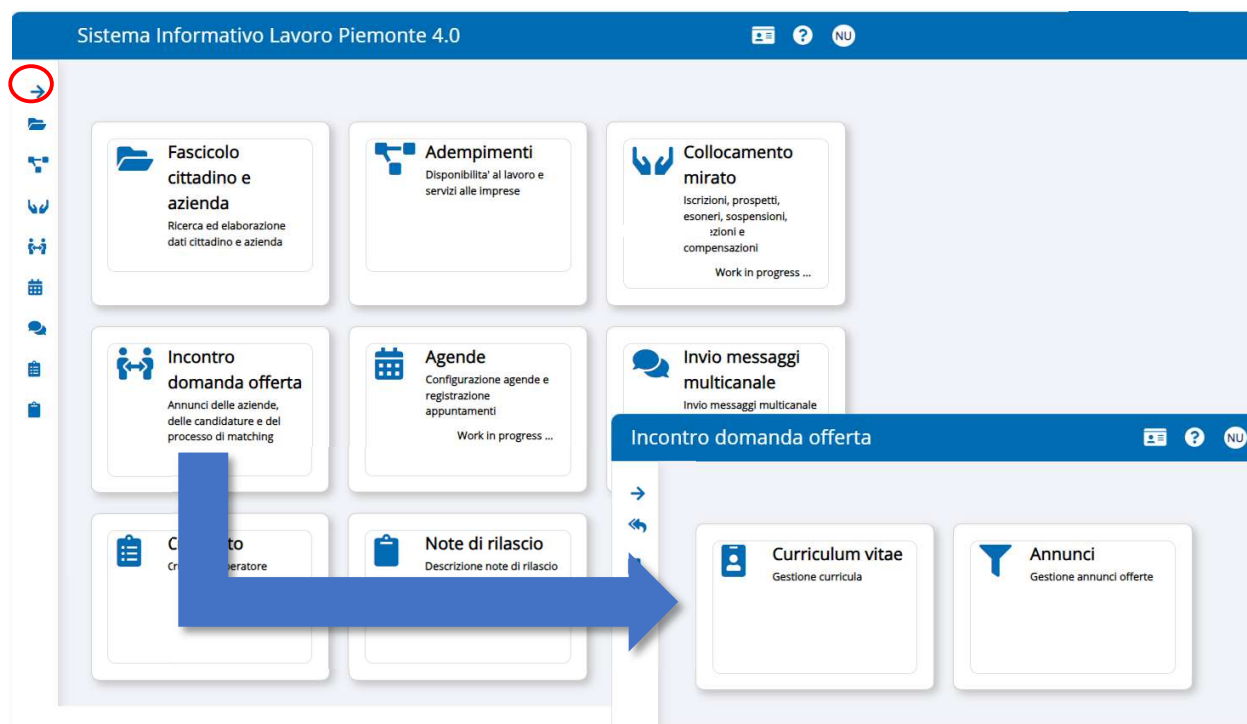 Sistema Informativo Lavoro Piemonte 4.0
NU
Fascicolo
cittadino e
azienda
Ricerca ed elaborazione
dati cittadino e azienda
Adempimenti
Disponibilita' al lavoro e
servizi alle imprese
Collocamento
mirato
Iscrizioni, prospetti,
esoneri, sospensioni,
compensazioni
Work in progress ...
Incontro
domanda offerta
Annunci delle aziende,
delle candidature e del
processo di matching
Agende
Configurazione agende e
registrazione
appuntamenti
Work in progress ...
Invio messaggi
multicanale
Invio messaggi multicanale
Note di rilascio
Descrizione note di rilascio
Incontro domanda offerta
NU
Curriculum vitae
Gestione curricula
Annunci
Gestione annunci offerte